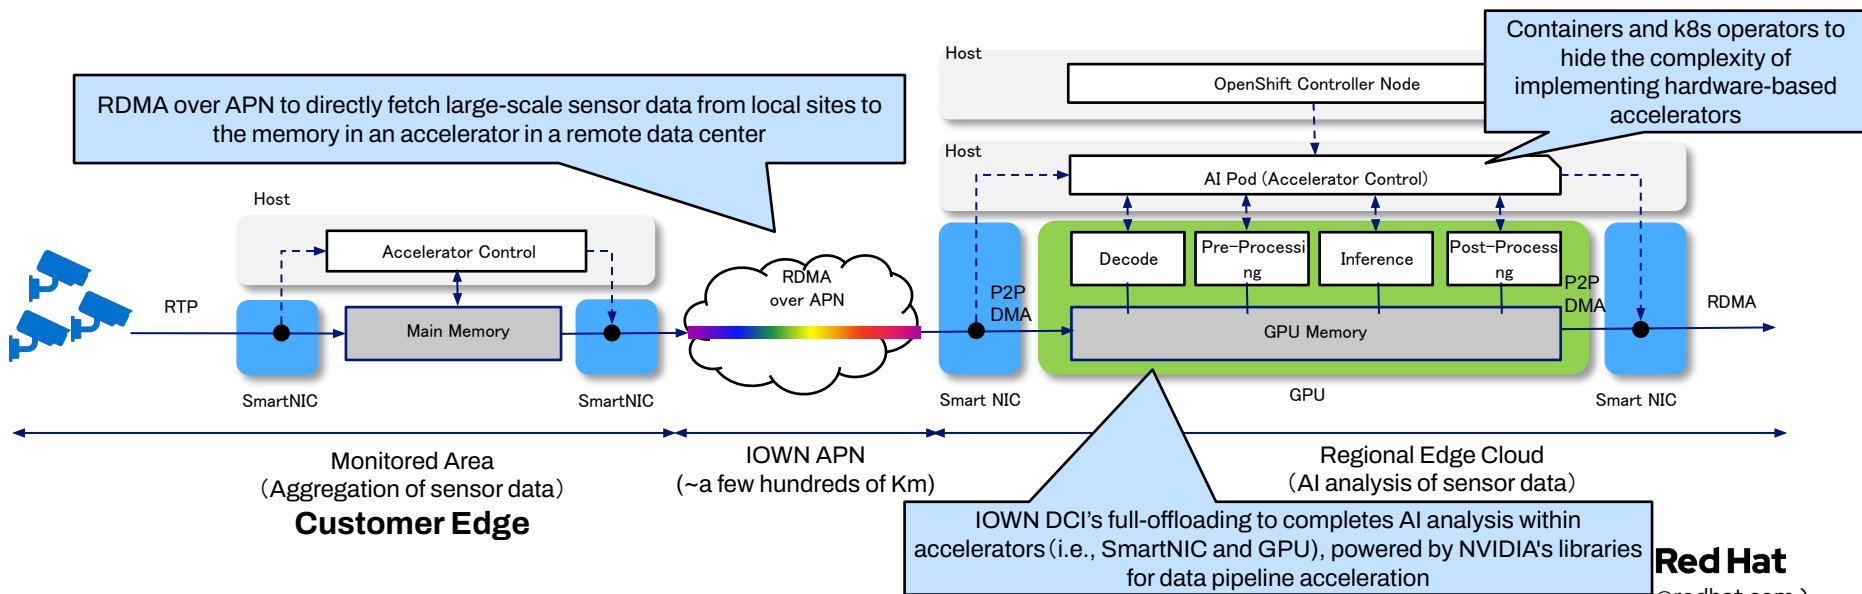 Containers and k8s operators to
hide the complexity of
implementing hardware-based
accelerators
Host
OpenShift Controller Node
RDMA over APN to directly fetch large-scale sensor data from local sites to
the memory in an accelerator in a remote data center
Host
AI Pod (Accelerator Control)
Host
Accelerator Control
Decode
Pre-Processi
ng
Inference
Post-Processi
ng
RTP
Main Memory
RDMA
over APN
P2P
DMA
GPU Memory
P2P
DMA
RDMA
SmartNIC
SmartNIC
Smart NIC
GPU
Smart NIC
Monitored Area
（Aggregation of sensor data）
Customer Edge
IOWN APN
(~a few hundreds of Km)
Regional Edge Cloud
（AI analysis of sensor data）
IOWN DCI’s full-offloading to completes AI analysis within
accelerators（i.e., SmartNIC and GPU), powered by NVIDIA's libraries
for data pipeline acceleration
Red Hat
@redhat.com )